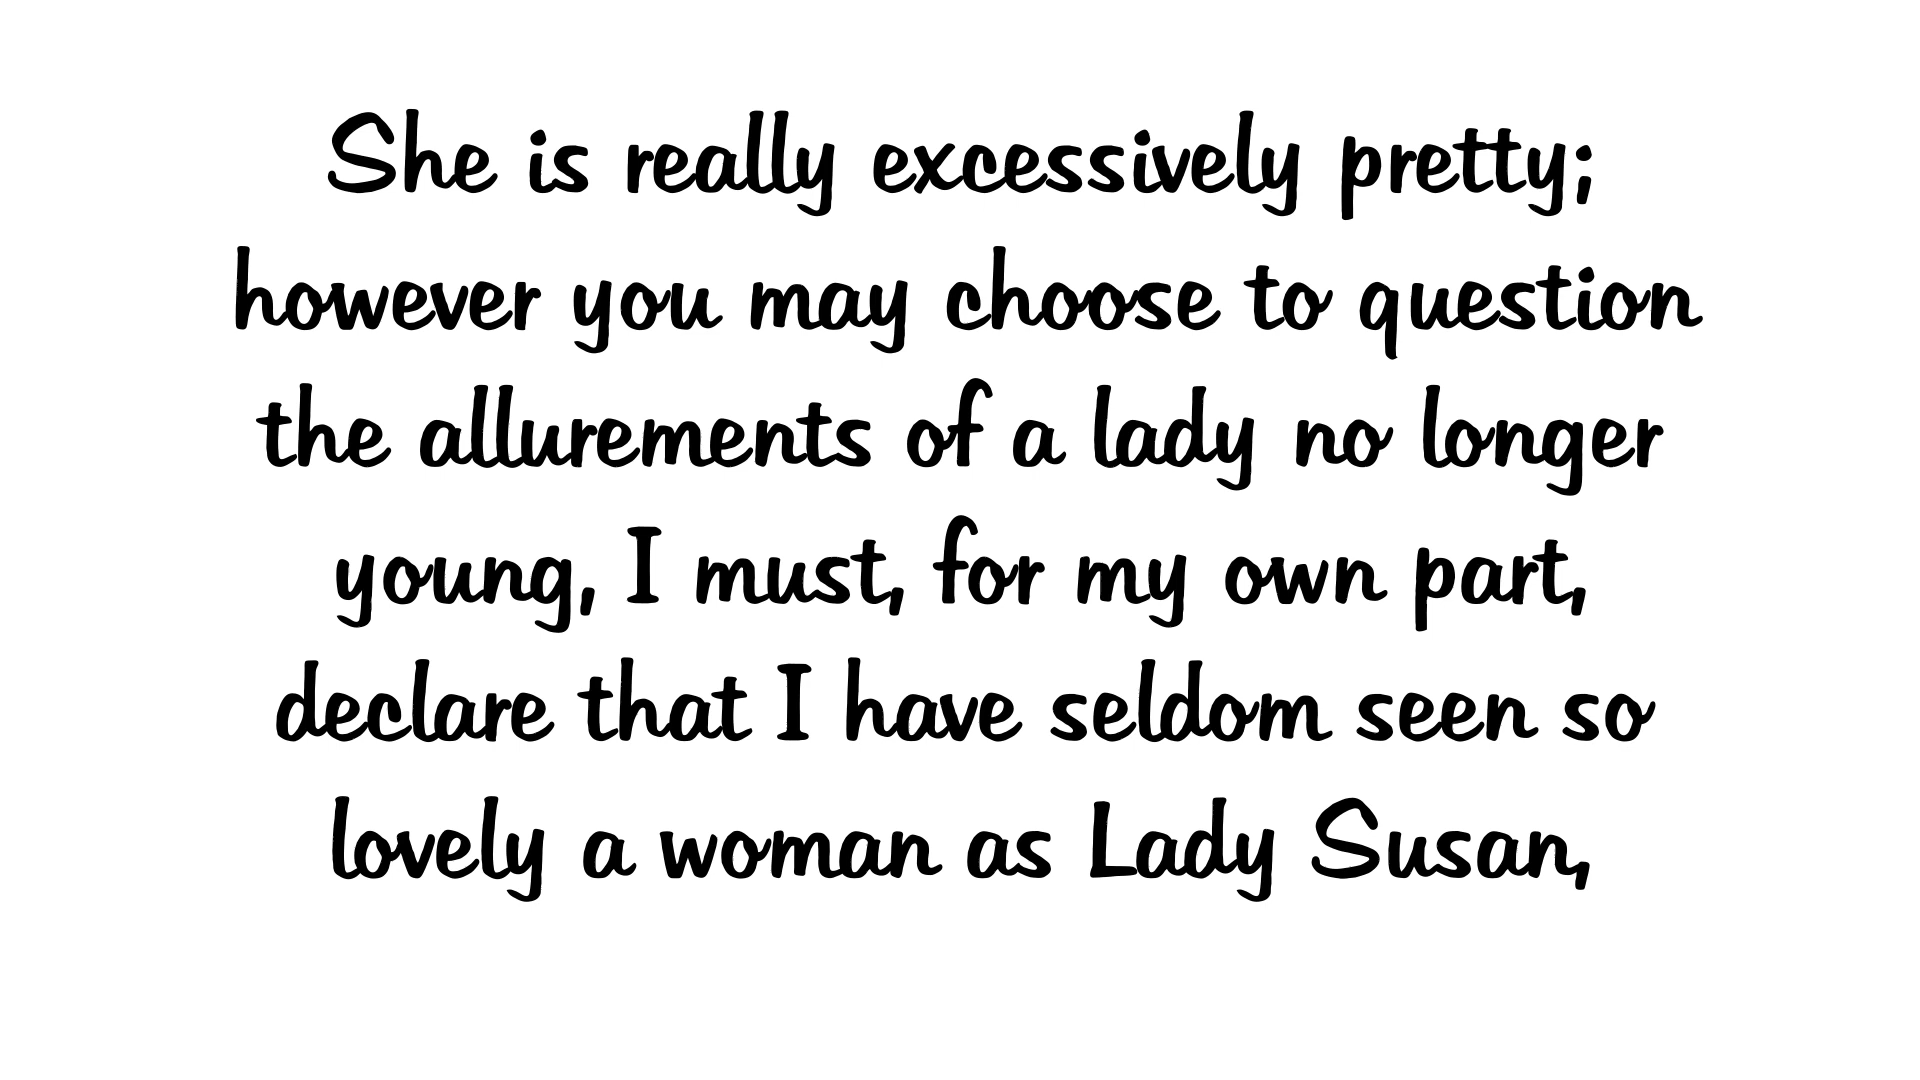 She is really excessively pretty;
however you may choose to question
the allurements of a lady no longer
young, I must, for my own part,
declare that I have seldom seen so
lovely a woman as Lady Susan,